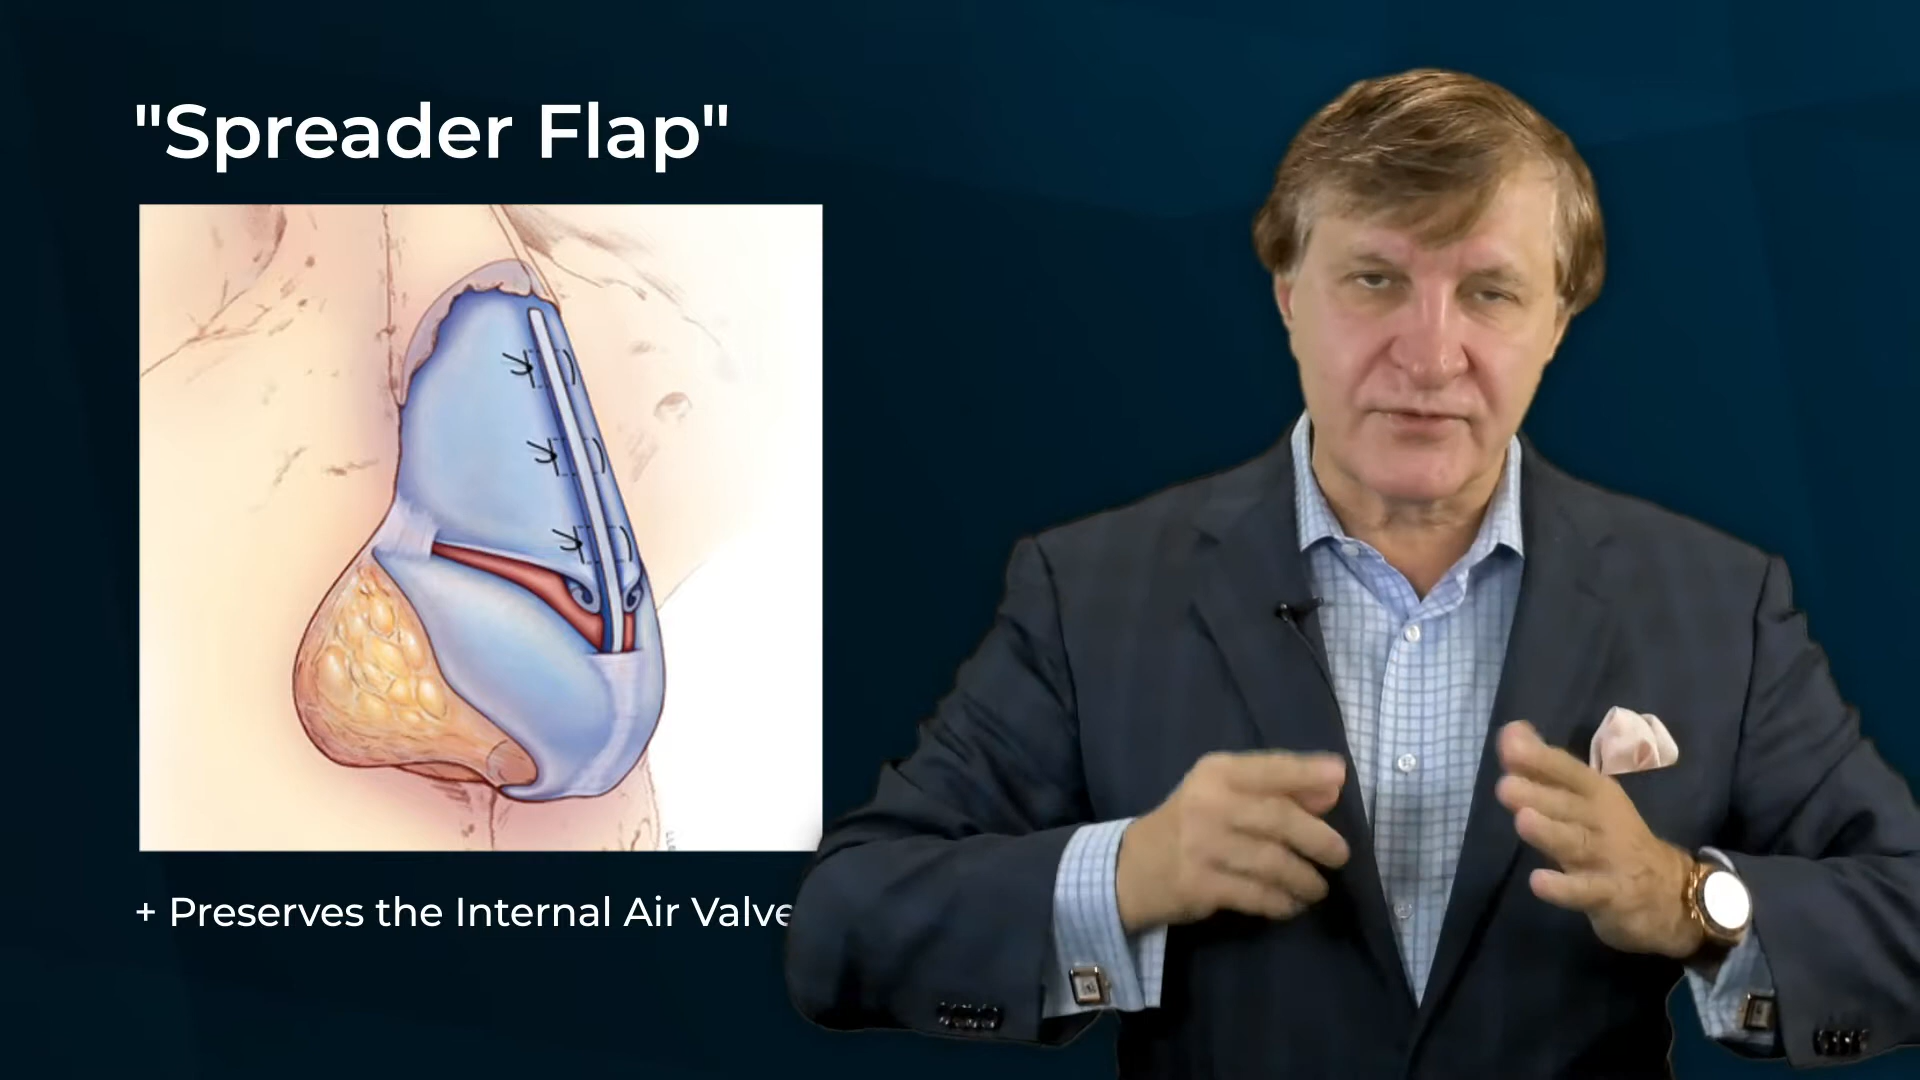 "Spreader Flap"
+ Preserves the Internal Air Valve